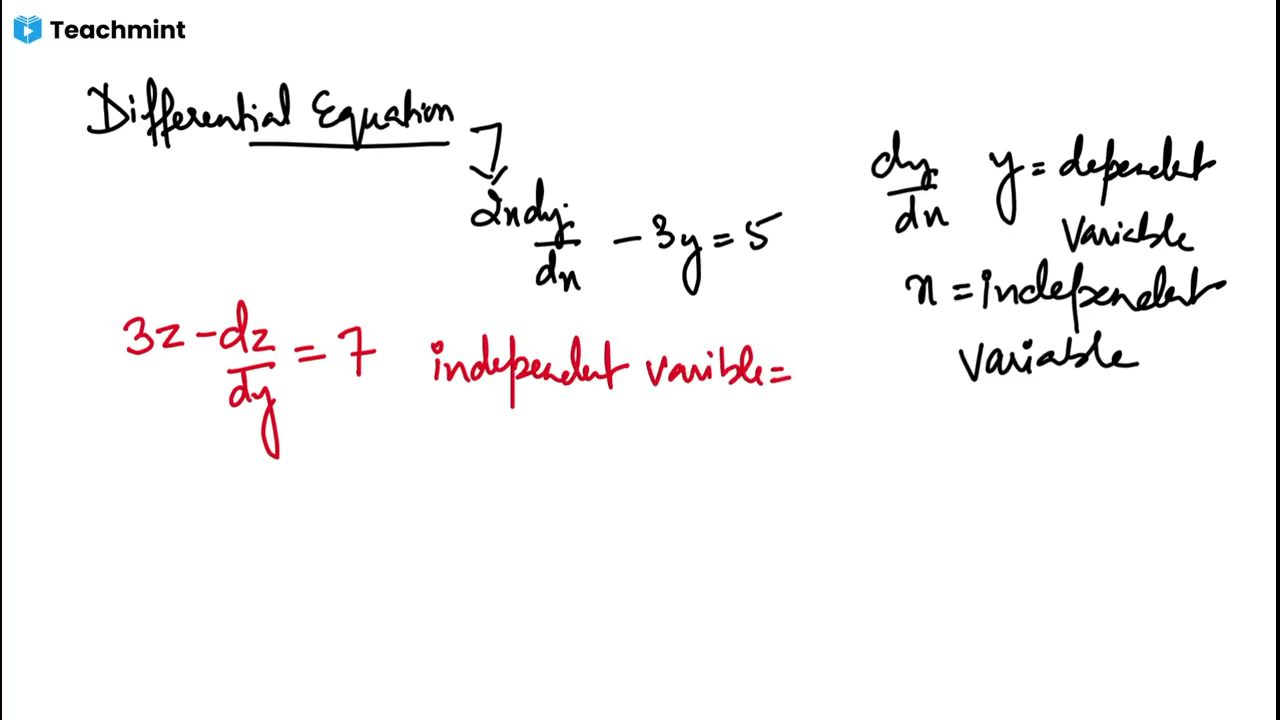 Teachmint
Differential Equation
2x dy/dx - 3y = 5
dy/dx y = dependent
variable
x = independent
variable
3z - dz/dy = 7 independent varible =